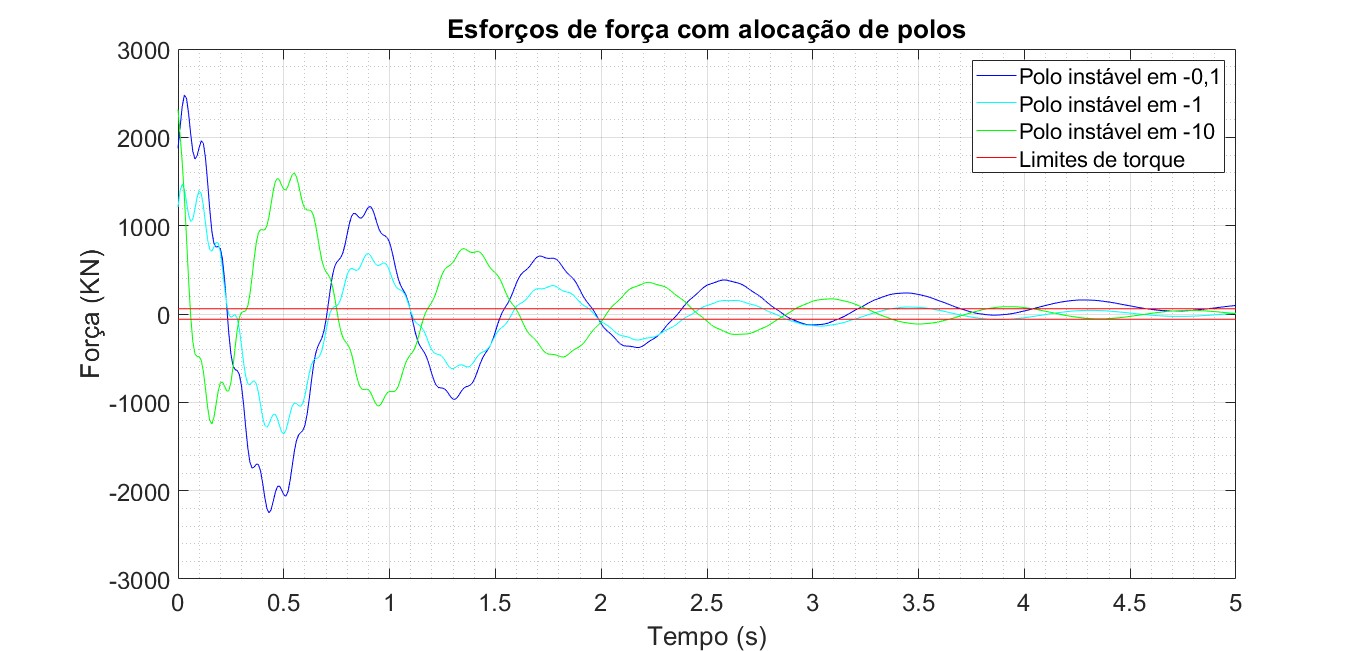 Esforços de força com alocação de polos
Polo instável em -0,1
Polo instável em -1
Polo instável em -10
Limites de torque
Força (KN)
3000
2000
1000
0
-1000
-2000
-3000
0
0.5
1
1.5
2
2.5
3
3.5
4
4.5
5
Tempo (s)